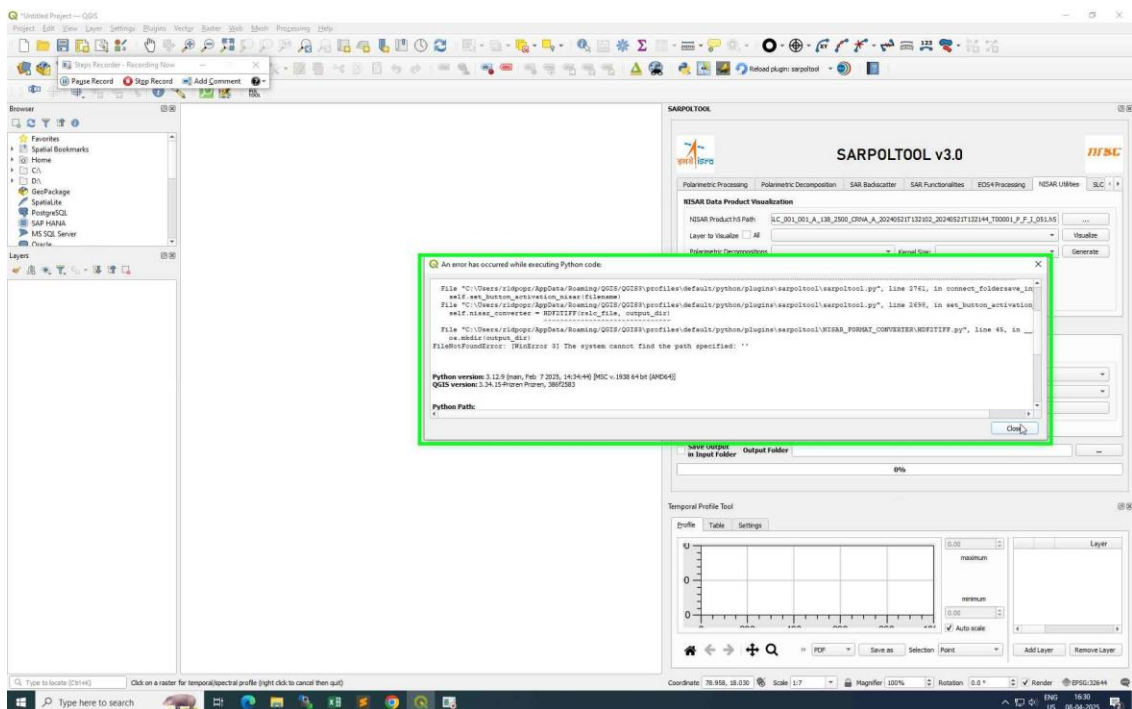 *Untitled Project — QGIS
Project Edit View Layer Settings Plugins Vector Raster Web Mesh Processing Help
Steps Recorder - Recording Now
Pause Record Stop Record Add Comment
Reload plugin: sarpoltool
Browser
Favorites
Spatial Bookmarks
Home
C:\
D:\
GeoPackage
SpatiaLite
PostgreSQL
SAP HANA
MS SQL Server
Oracle
Layers
SARPOLTOOL
इसरो isro
SARPOLTOOL v3.0
nrsc
Polarimetric Processing Polarimetric Decomposition SAR Backscatter SAR Functionalities EOS4 Processing NISAR Utilities SLC
NISAR Data Product Visualization
NISAR Product h5 Path
Layer to Visualize All Visualize
Polarimetric Decompositions Kernel Size: Generate
An error has occurred while executing Python code:
File "C:\Users/ridpopr/AppData/Roaming/QGIS/QGIS3\profiles\default/python/plugins\sarpoltool\sarpoltool.py", line 2761, in connect_foldersave_in
self.set_button_activation_nisar(filename)
File "C:\Users/ridpopr/AppData/Roaming/QGIS/QGIS3\profiles\default/python/plugins\sarpoltool\sarpoltool.py", line 2698, in set_button_activation
self.nisar_converter = HDF2TIFF(rslc_file, output_dir)
File "C:\Users/ridpopr/AppData/Roaming/QGIS/QGIS3\profiles\default/python/plugins\sarpoltool\NISAR_FORMAT_CONVERTER\HDF2TIFF.py", line 45, in __
os.mkdir(output_dir)
FileNotFoundError: [WinError 3] The system cannot find the path specified: ''
Python version: 3.12.9 (main, Feb 7 2025, 14:34:44) [MSC v.1938 64 bit (AMD64)]
QGIS version: 3.34.15-Prizren Prizren, 386f2583
Python Path:
Close
Save Output
in Input Folder Output Folder
0%
Temporal Profile Tool
Profile Table Settings
0.00 Layer
maximum
minimum
0.00
Auto scale
PDF Save as Selection Point Add Layer Remove Layer
Type to locate (Ctrl+K) Click on a raster for temporal/spectral profile (right click to cancel then quit) Coordinate 78.958, 18.030 Scale 1:7 Magnifier 100% Rotation 0.0 ° Render EPSG:32644
Type here to search ENG 16:30
US 08-04-2025